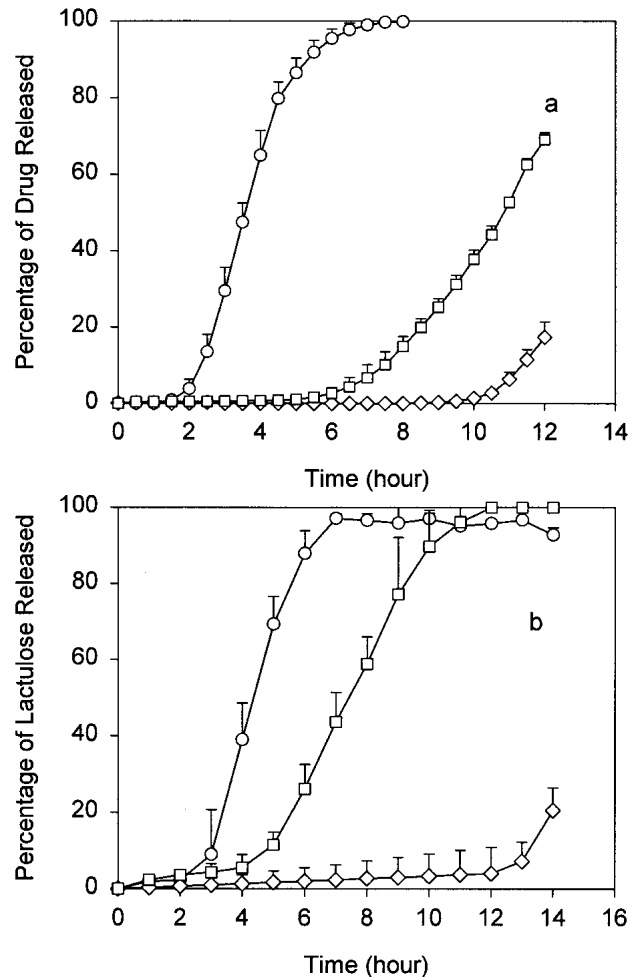 100
80
60
40
20
0
Percentage of Drug Released
a
0 2 4 6 8 10 12 14
Time (hour)
100
80
60
40
20
0
Percentage of Lactulose Released
b
0 2 4 6 8 10 12 14 16
Time (hour)